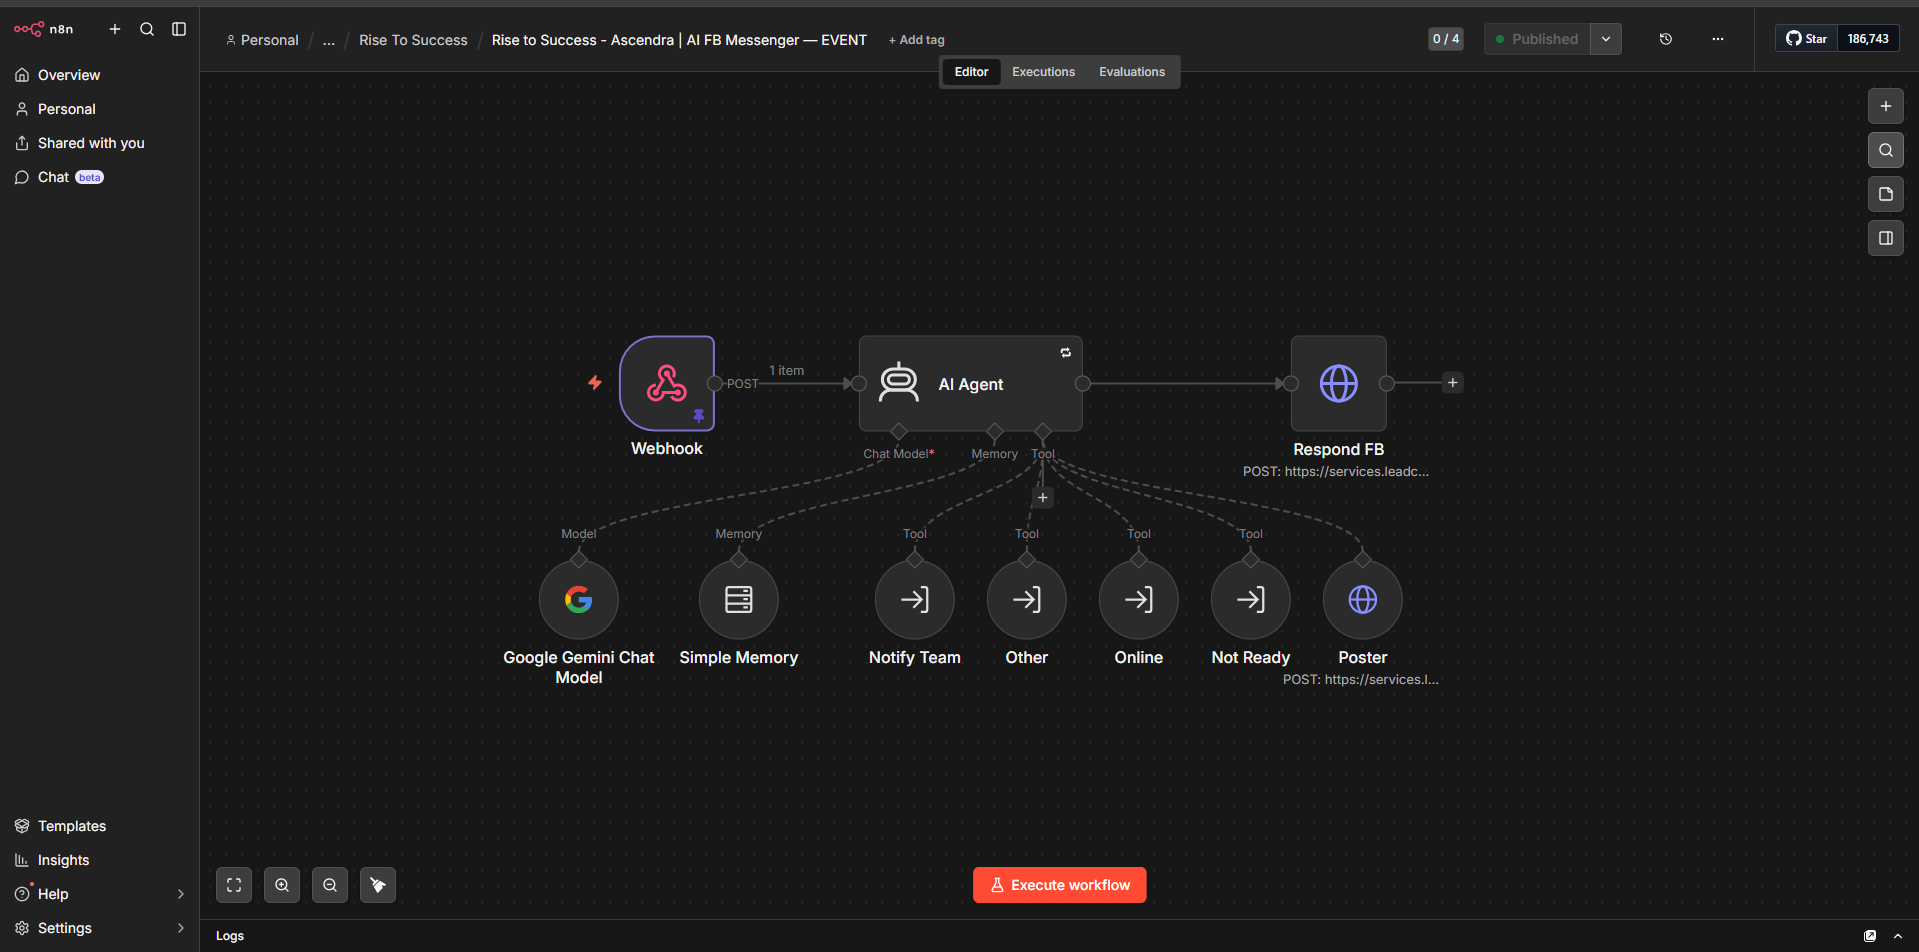 n8n
Personal / ... / Rise To Success / Rise to Success - Ascendra | AI FB Messenger — EVENT + Add tag
0 / 4
Published
Star 186,743
Editor Executions Evaluations
Overview
Personal
Shared with you
Chat beta
1 item
POST
AI Agent
Webhook
Respond FB
POST: https://services.leadc...
Chat Model*
Memory
Tool
Model
Memory
Tool
Tool
Tool
Tool
Google Gemini Chat
Model
Simple Memory
Notify Team
Other
Online
Not Ready
Poster
POST: https://services.l...
Templates
Insights
Help
Settings
Execute workflow
Logs